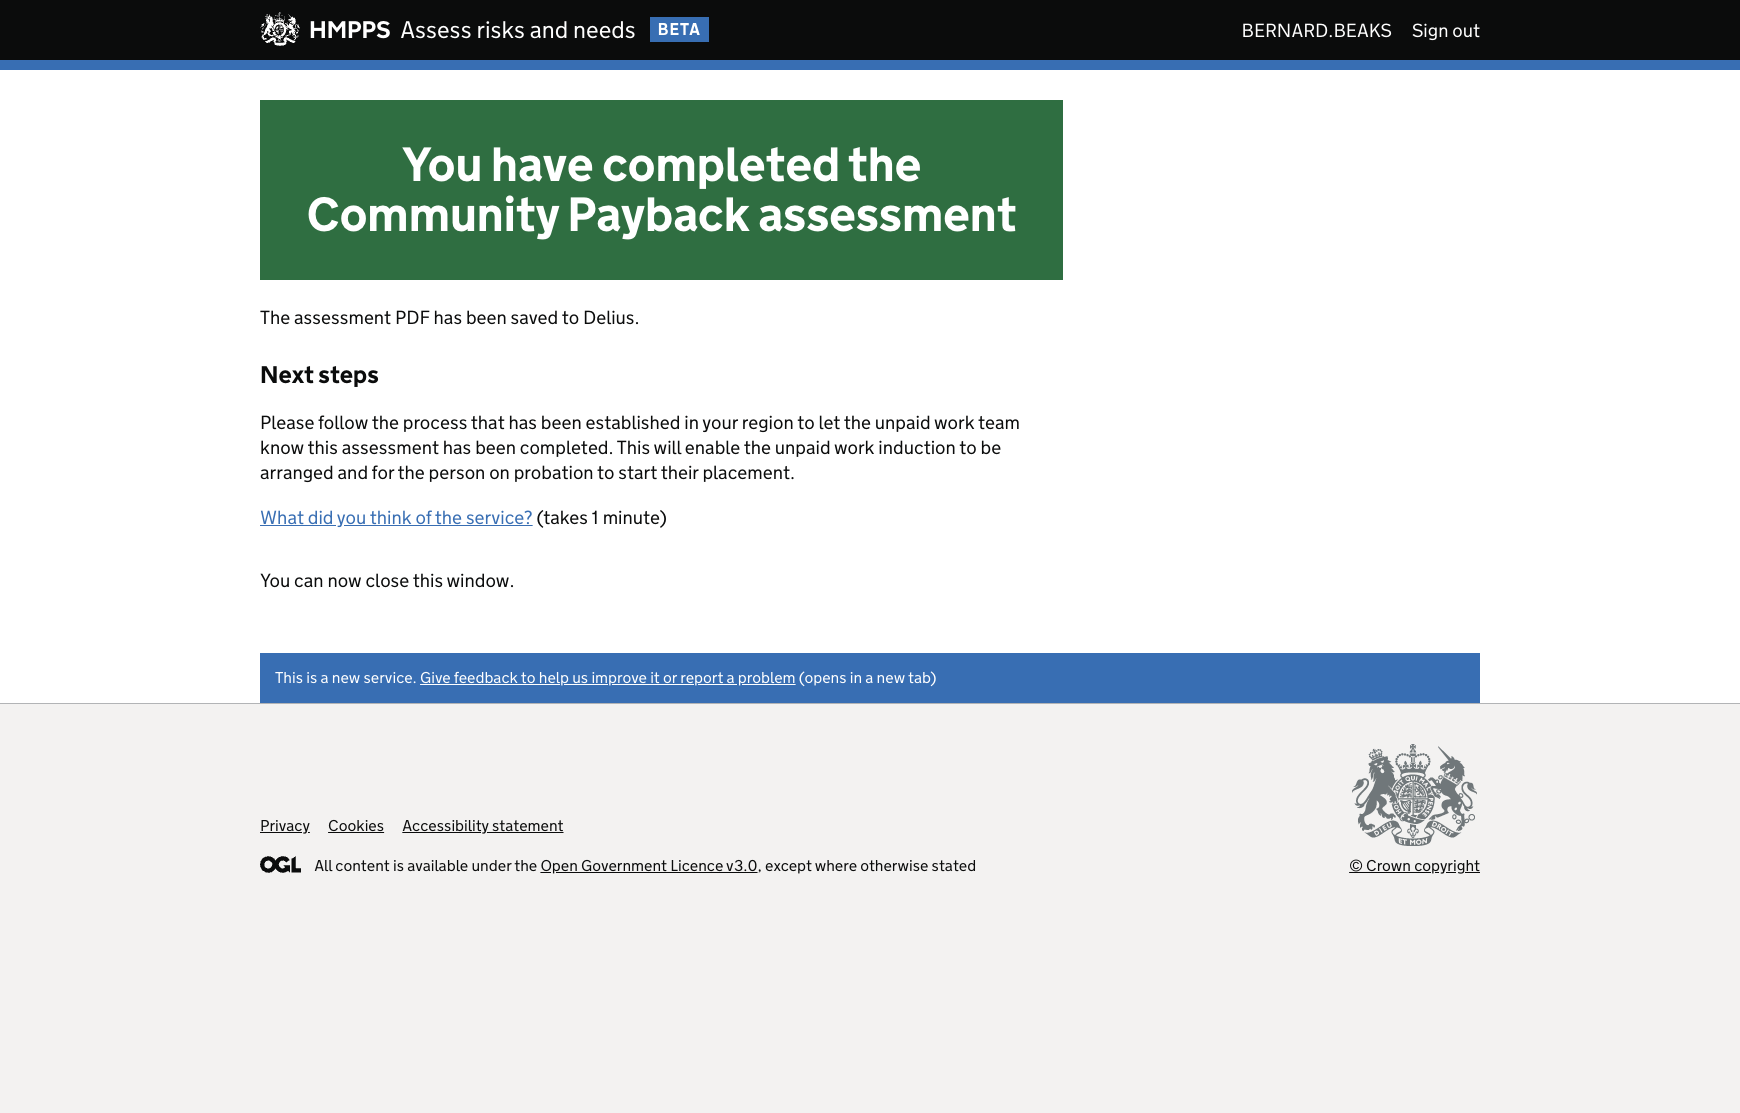 HMPPS Assess risks and needs BETA BERNARD.BEAKS Sign out
You have completed the
Community Payback assessment
The assessment PDF has been saved to Delius.
Next steps
Please follow the process that has been established in your region to let the unpaid work team
know this assessment has been completed. This will enable the unpaid work induction to be
arranged and for the person on probation to start their placement.
What did you think of the service? (takes 1 minute)
You can now close this window.
This is a new service. Give feedback to help us improve it or report a problem (opens in a new tab)
Privacy Cookies Accessibility statement
OGL All content is available under the Open Government Licence v3.0, except where otherwise stated
DIEU ET MON DROIT
© Crown copyright